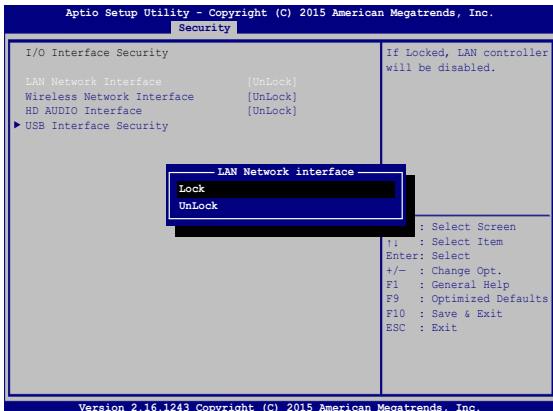 Aptio Setup Utility - Copyright (C) 2015 American Megatrends, Inc.
Security
I/O Interface Security
LAN Network Interface [UnLock]
Wireless Network Interface [UnLock]
HD AUDIO Interface [UnLock]
USB Interface Security
If Locked, LAN controller
will be disabled.
LAN Network interface
Lock
UnLock
: Select Screen
↑↓ : Select Item
Enter: Select
+/— : Change Opt.
F1 : General Help
F9 : Optimized Defaults
F10 : Save & Exit
ESC : Exit
Version 2.16.1243 Copyright (C) 2015 American Megatrends, Inc.